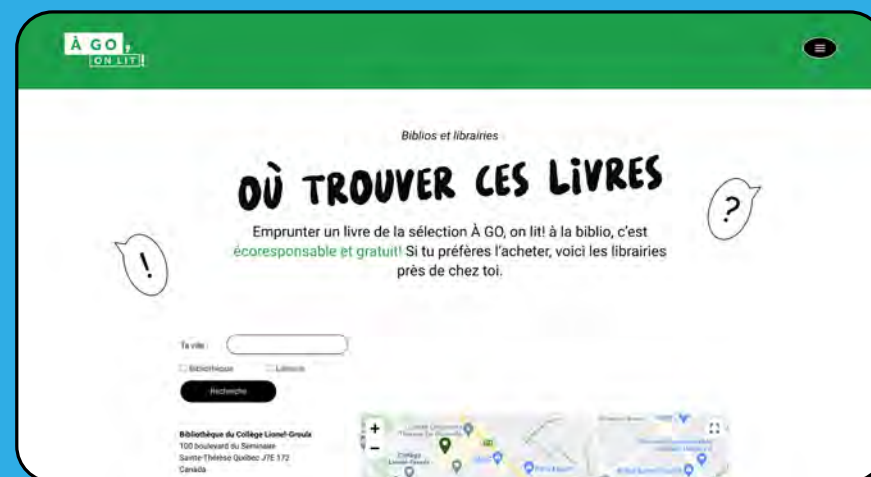 À GO,
ON LIT!
Biblios et librairies
OÙ TROUVER CES LIVRES
!
?
Emprunter un livre de la sélection À GO, on lit! à la biblio, c'est
écoresponsable et gratuit! Si tu préfères l'acheter, voici les librairies
près de chez toi.
Ta ville :
Bibliothèque Librairie
Recherche
Bibliothèque du Collège Lionel-Groulx
100 boulevard du Séminaire
Sainte-Thérèse Québec J7E 1Z2
Canada
+
−
Collège